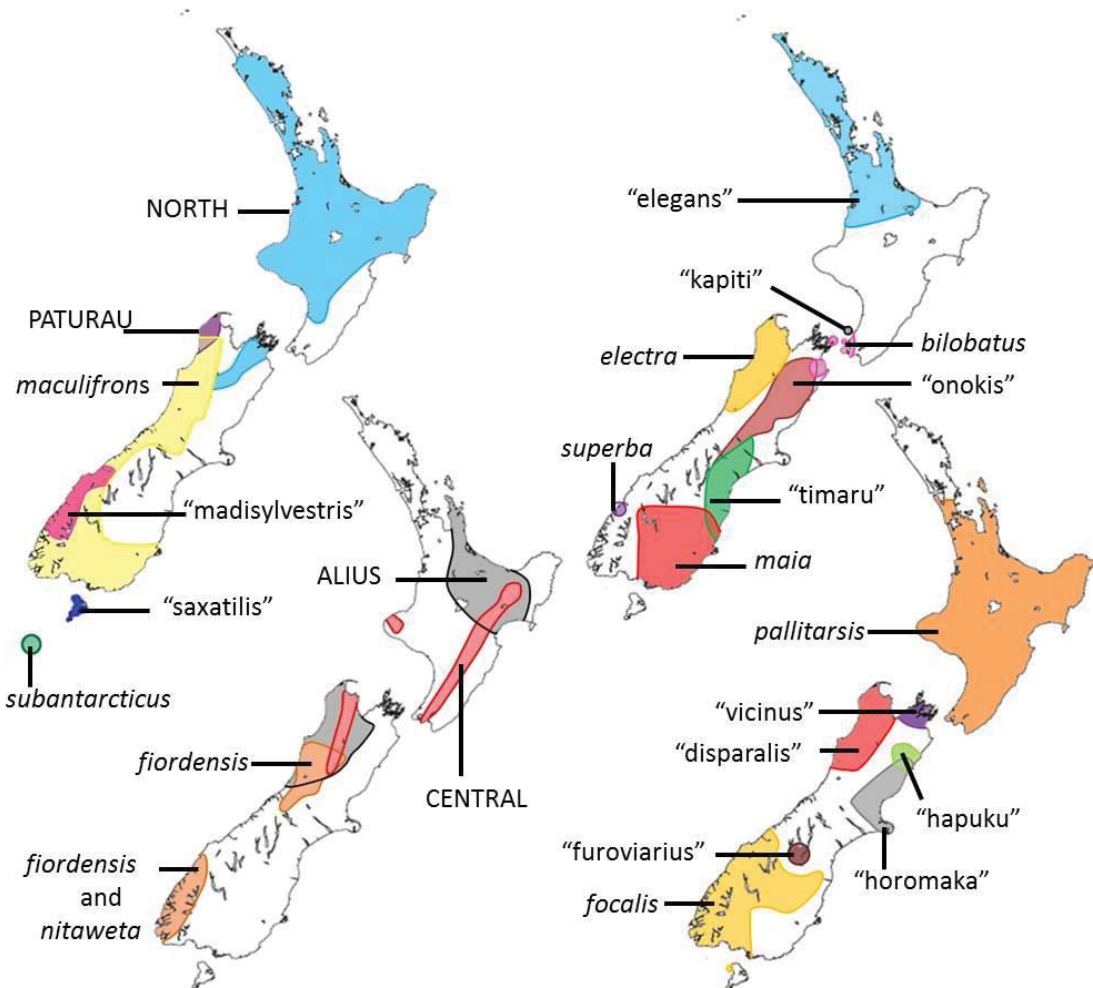 NORTH
PATURAU
maculifrons
“madisylvestris”
“saxatilis”
subantarcticus
“elegans”
“kapiti”
bilobatus
electra
“onokis”
superba
“timaru”
maia
ALIUS
fiordensis
CENTRAL
fiordensis
and
nitaweta
pallitarsis
“vicinus”
“disparalis”
“hapuku”
“furoviarius”
“horomaka”
focalis